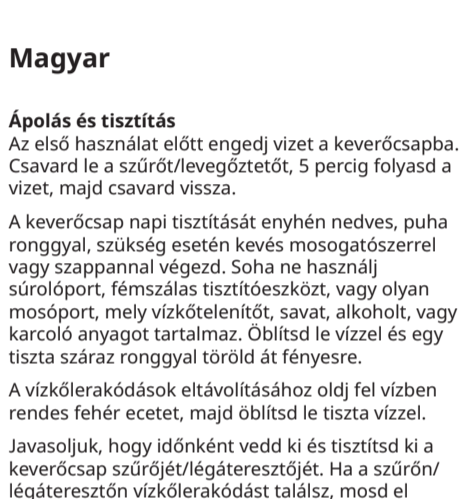 Magyar
Ápolás és tisztítás
Az első használat előtt engedj vizet a keverőcsapba.
Csavard le a szűrőt/levegőztetőt, 5 percig folyasd a
vizet, majd csavard vissza.
A keverőcsap napi tisztítását enyhén nedves, puha
ronggyal, szükség esetén kevés mosogatószerrel
vagy szappannal végezd. Soha ne használj
súrolóport, fémszálas tisztítóeszközt, vagy olyan
mosóport, mely vízkőtelenítőt, savat, alkoholt, vagy
karcoló anyagot tartalmaz. Öblítsd le vízzel és egy
tiszta száraz ronggyal töröld át fényesre.
A vízkőlerakódások eltávolításához oldj fel vízben
rendes fehér ecetet, majd öblítsd le tiszta vízzel.
Javasoljuk, hogy időnként vedd ki és tisztítsd ki a
keverőcsap szűrőjét/légáteresztőjét. Ha a szűrőn/
légáteresztőn vízkőlerakódást találsz, mosd el